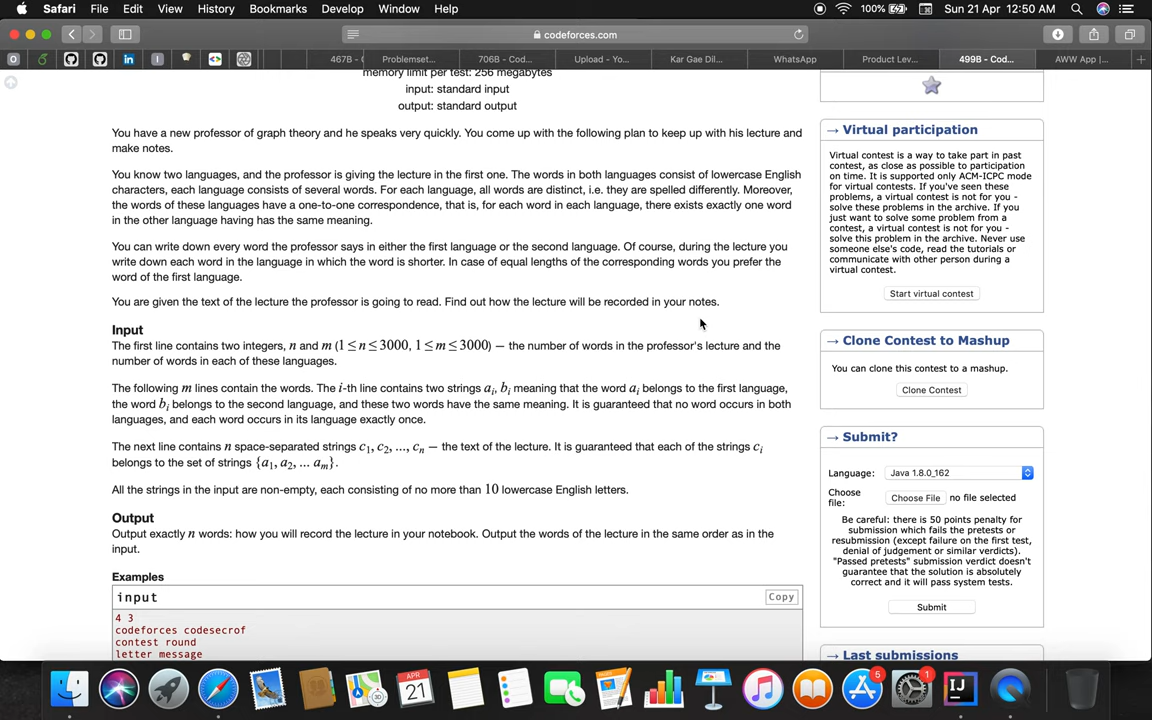 Safari File Edit View History Bookmarks Develop Window Help 100% Sun 21 Apr 12:50 AM
codeforces.com
467B - Problemset... 706B - Cod... Upload - Yo... Kar Gae Dil... WhatsApp Product Lev... 499B - Cod... AWW App |...
memory limit per test: 256 megabytes
input: standard input
output: standard output
You have a new professor of graph theory and he speaks very quickly. You come up with the following plan to keep up with his lecture and
make notes.
You know two languages, and the professor is giving the lecture in the first one. The words in both languages consist of lowercase English
characters, each language consists of several words. For each language, all words are distinct, i.e. they are spelled differently. Moreover,
the words of these languages have a one-to-one correspondence, that is, for each word in each language, there exists exactly one word
in the other language having has the same meaning.
You can write down every word the professor says in either the first language or the second language. Of course, during the lecture you
write down each word in the language in which the word is shorter. In case of equal lengths of the corresponding words you prefer the
word of the first language.
You are given the text of the lecture the professor is going to read. Find out how the lecture will be recorded in your notes.
Input
The first line contains two integers, n and m (1 ≤ n ≤ 3000, 1 ≤ m ≤ 3000) — the number of words in the professor's lecture and the
number of words in each of these languages.
The following m lines contain the words. The i-th line contains two strings ai, bi meaning that the word ai belongs to the first language,
the word bi belongs to the second language, and these two words have the same meaning. It is guaranteed that no word occurs in both
languages, and each word occurs in its language exactly once.
The next line contains n space-separated strings c1, c2, ..., cn — the text of the lecture. It is guaranteed that each of the strings ci
belongs to the set of strings {a1, a2, ... am}.
All the strings in the input are non-empty, each consisting of no more than 10 lowercase English letters.
Output
Output exactly n words: how you will record the lecture in your notebook. Output the words of the lecture in the same order as in the
input.
Examples
input
Copy
4 3
codeforces codesecrof
contest round
letter message
→ Virtual participation
Virtual contest is a way to take part in past
contest, as close as possible to participation
on time. It is supported only ACM-ICPC mode
for virtual contests. If you've seen these
problems, a virtual contest is not for you -
solve these problems in the archive. If you
just want to solve some problem from a
contest, a virtual contest is not for you -
solve this problem in the archive. Never use
someone else's code, read the tutorials or
communicate with other person during a
virtual contest.
Start virtual contest
→ Clone Contest to Mashup
You can clone this contest to a mashup.
Clone Contest
→ Submit?
Language: Java 1.8.0_162
Choose
file: Choose File no file selected
Be careful: there is 50 points penalty for
submission which fails the pretests or
resubmission (except failure on the first test,
denial of judgement or similar verdicts).
"Passed pretests" submission verdict doesn't
guarantee that the solution is absolutely
correct and it will pass system tests.
Submit
→ Last submissions
APR
21
6
1